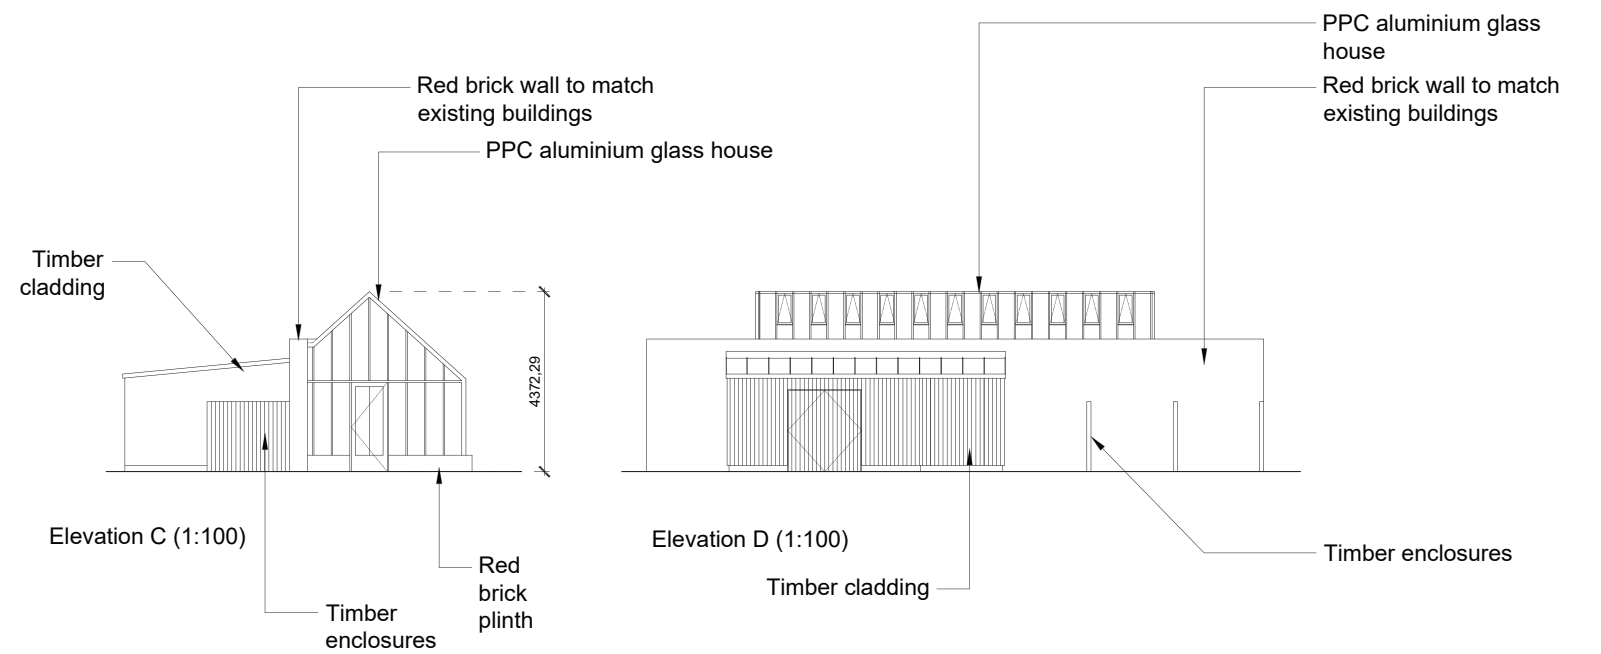 PPC aluminium glass
house
Red brick wall to match
existing buildings
Red brick wall to match
existing buildings
PPC aluminium glass house
Timber
cladding
4372,29
Elevation C (1:100)
Elevation D (1:100)
Timber enclosures
Red
brick
plinth
Timber cladding
Timber
enclosures